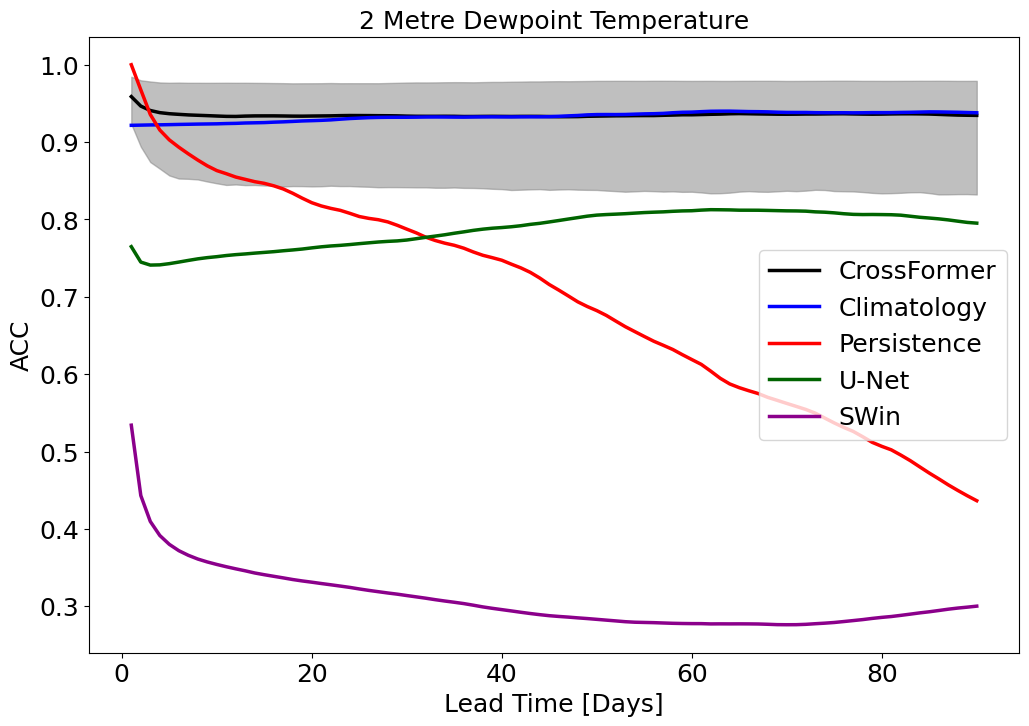 2 Metre Dewpoint Temperature
ACC
1.0
0.9
0.8
0.7
0.6
0.5
0.4
0.3
CrossFormer
Climatology
Persistence
U-Net
SWin
0 20 40 60 80
Lead Time [Days]